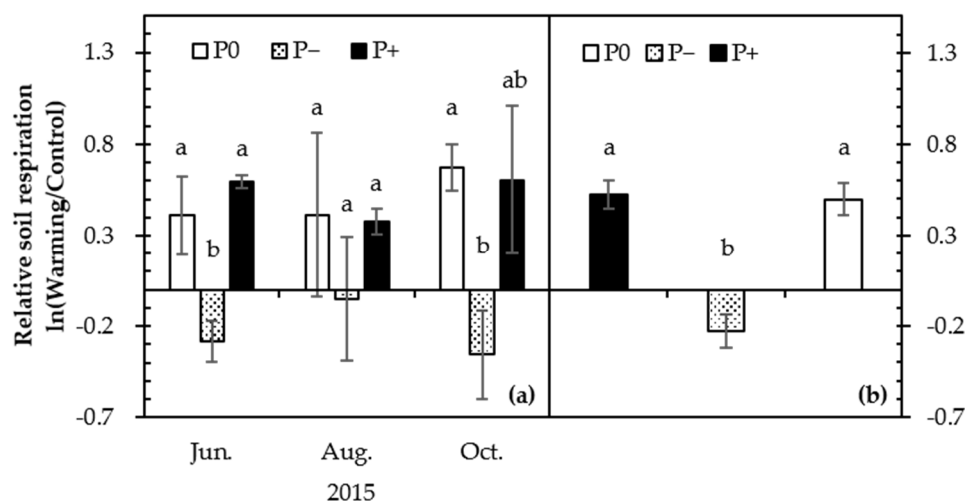 Relative soil respiration
ln(Warming/Control)
1.3
0.8
0.3
-0.2
-0.7
P0 P− P+
a a a a ab
b a a b
(a)
Jun. Aug. Oct.
2015
P0 P− P+
a b a
(b)
1.3
0.8
0.3
-0.2
-0.7